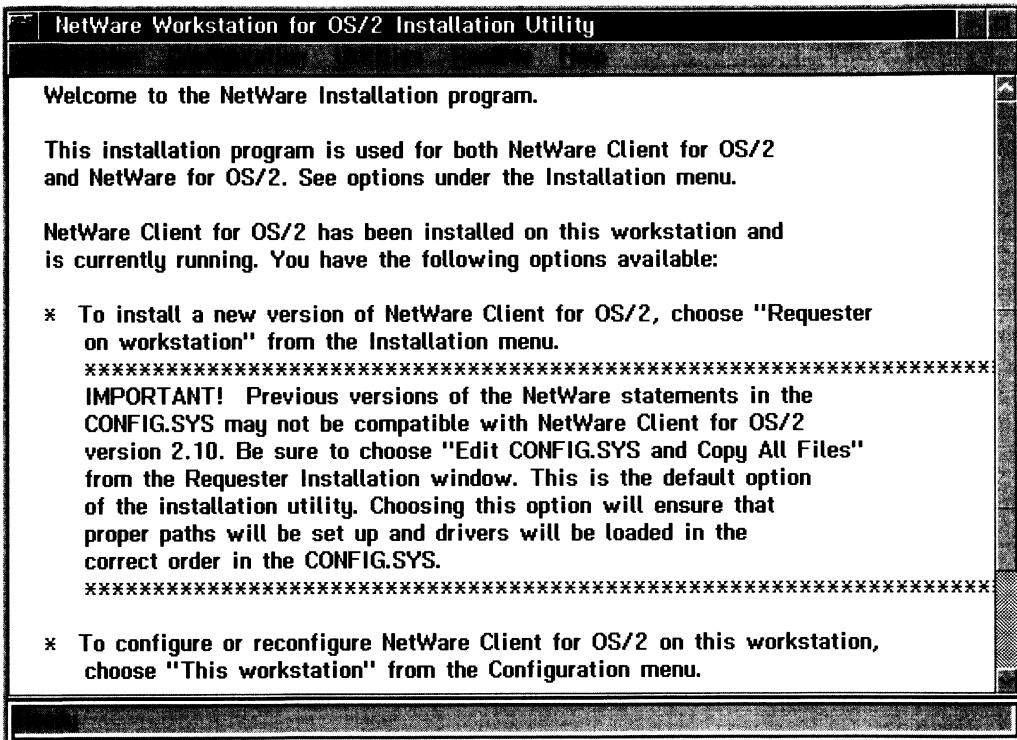 NetWare Workstation for OS/2 Installation Utility
Welcome to the NetWare Installation program.
This installation program is used for both NetWare Client for OS/2
and NetWare for OS/2. See options under the Installation menu.
NetWare Client for OS/2 has been installed on this workstation and
is currently running. You have the following options available:
* To install a new version of NetWare Client for OS/2, choose "Requester
on workstation" from the Installation menu.
********************************************************************
IMPORTANT! Previous versions of the NetWare statements in the
CONFIG.SYS may not be compatible with NetWare Client for OS/2
version 2.10. Be sure to choose "Edit CONFIG.SYS and Copy All Files"
from the Requester Installation window. This is the default option
of the installation utility. Choosing this option will ensure that
proper paths will be set up and drivers will be loaded in the
correct order in the CONFIG.SYS.
********************************************************************
* To configure or reconfigure NetWare Client for OS/2 on this workstation,
choose "This workstation" from the Configuration menu.